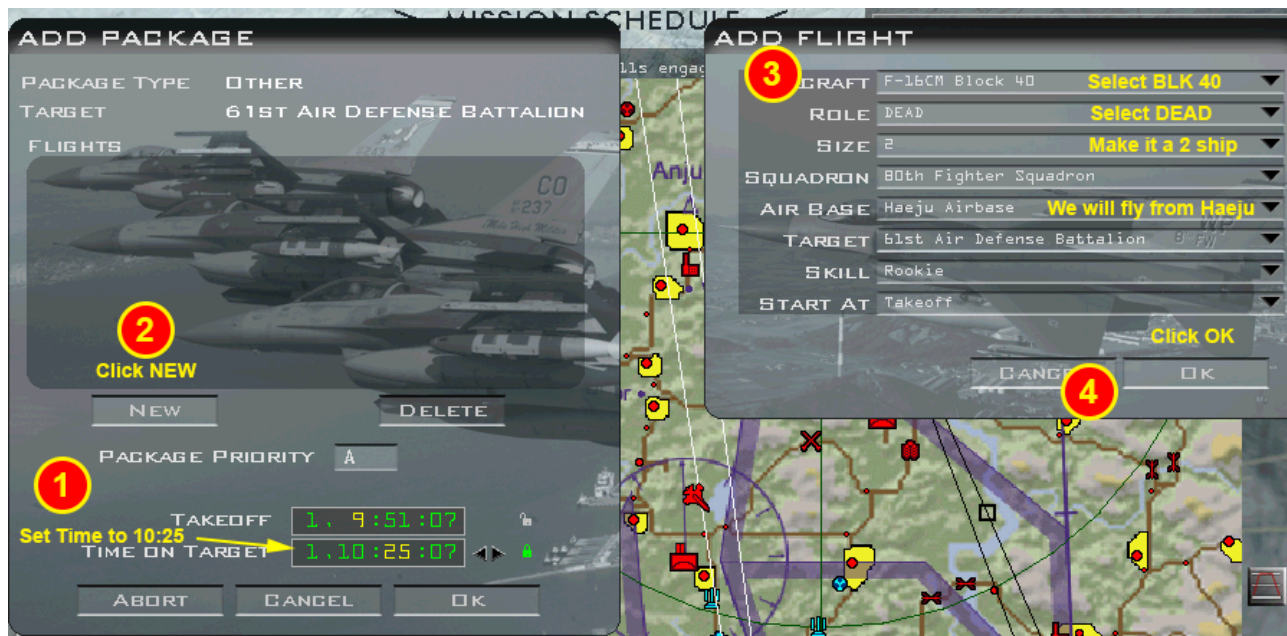 MISSION SCHEDULE
ADD PACKAGE
PACKAGE TYPE OTHER
TARGET 61ST AIR DEFENSE BATTALION
FLIGHTS
CO
237
2
Click NEW
NEW DELETE
PACKAGE PRIORITY A
1
TAKEOFF 1, 9:51:07
Set Time to 10:25
TIME ON TARGET 1,10:25:07
ABORT CANCEL OK
lls engag
Anju
ADD FLIGHT
3
CRAFT F-16CM Block 40 Select BLK 40
ROLE DEAD Select DEAD
SIZE 2 Make it a 2 ship
SQUADRON 80th Fighter Squadron
AIR BASE Haeju Airbase We will fly from Haeju
TARGET 61st Air Defense Battalion
SKILL Rookie
START AT Takeoff
Click OK
CANCE OK
4